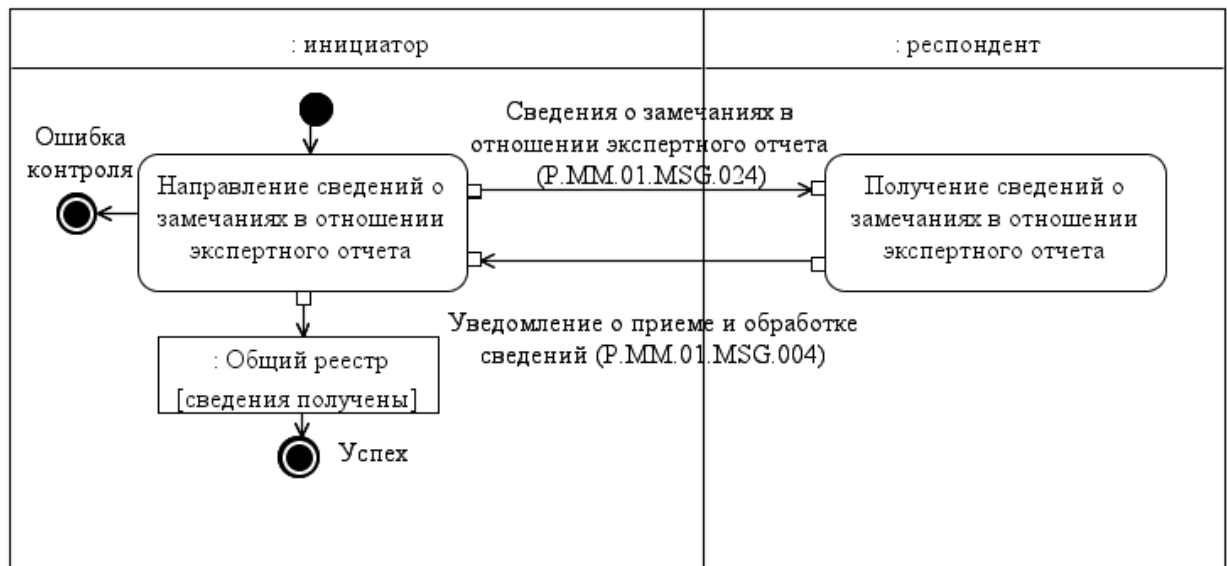 : инициатор
: респондент
Ошибка
контроля
Направление сведений о
замечаниях в отношении
экспертного отчета
Сведения о замечаниях в
отношении экспертного отчета
(P.MM.01.MSG.024)
Получение сведений о
замечаниях в отношении
экспертного отчета
Уведомление о приеме и обработке
сведений (P.MM.01.MSG.004)
: Общий реестр
[сведения получены]
Успех